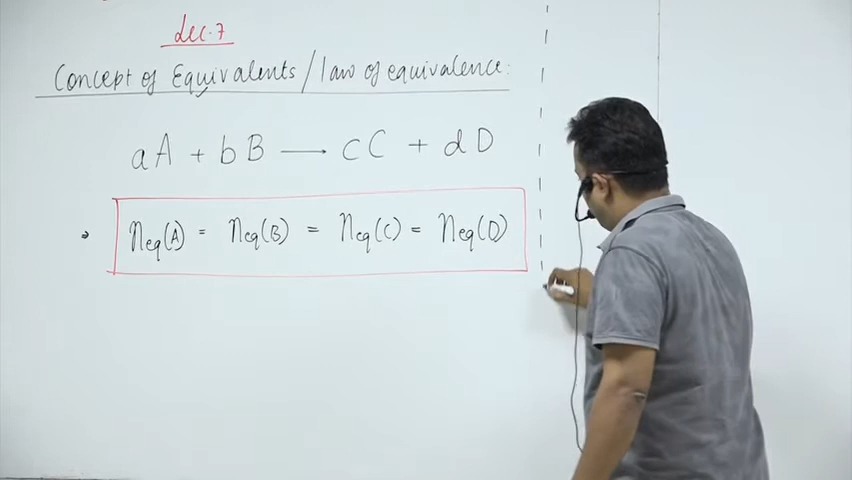 Lec.7
Concept of Equivalents / law of equivalence:
aA + bB ⟶ cC + dD
⇒ neq(A) = neq(B) = neq(C) = neq(D)